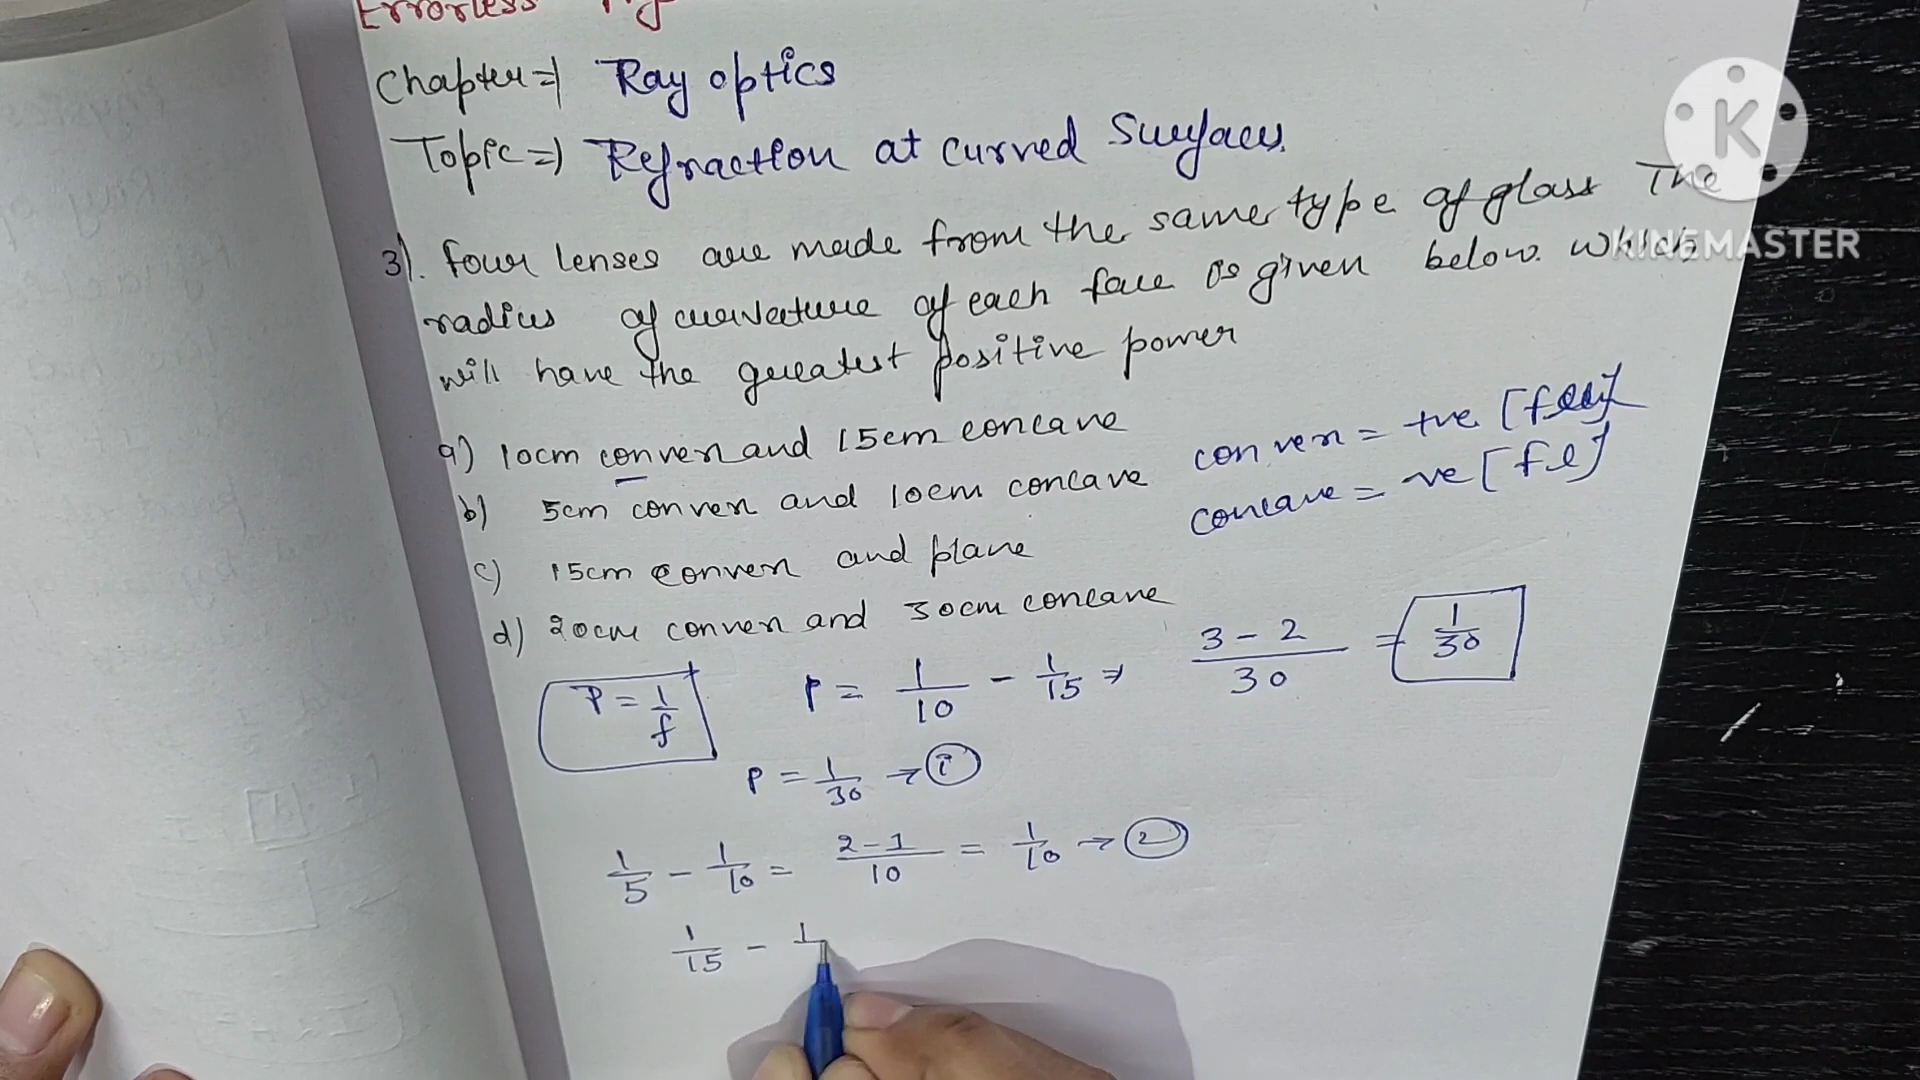 Errorless
Chapter ⇒ Ray optics
Topic ⇒ Refraction at curved Surfaces.
K
KINEMASTER
3). four lenses are made from the same type of glass The
radius of curvature of each face is given below. which
will have the greatest positive power
a) 10cm convex and 15cm concave
b) 5cm convex and 10cm concave
c) 15cm convex and plane
d) 20cm convex and 30cm concave
convex = +ve
concave = -ve
P = 1/f
P = 1/10 - 1/15 ⇒ 3-2/30 = 1/30
P = 1/30 → ①
1/5 - 1/10 = 2-1/10 = 1/10 → ②
1/15 - 1